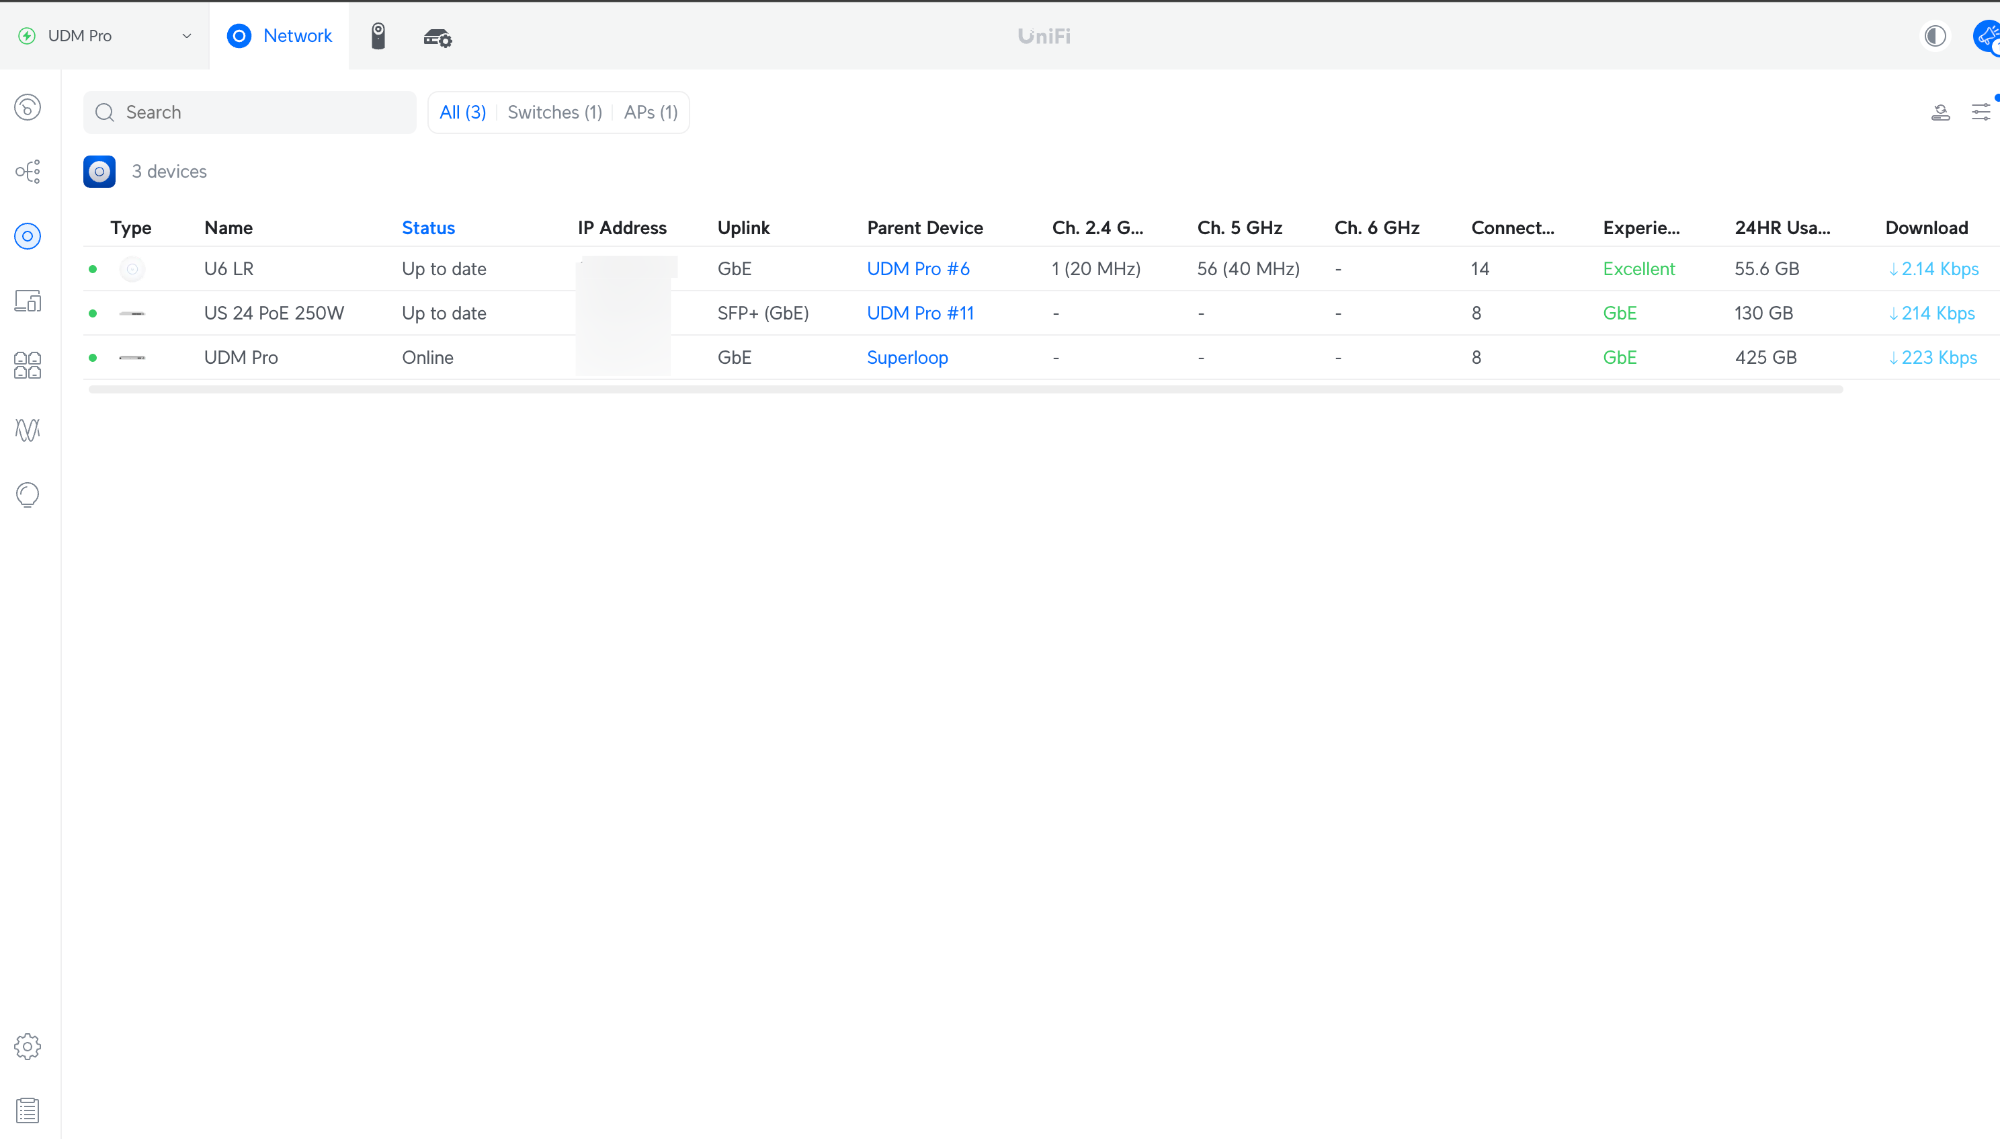 UDM Pro Network UniFi
Search All (3) Switches (1) APs (1)
3 devices
Type Name Status IP Address Uplink Parent Device Ch. 2.4 G... Ch. 5 GHz Ch. 6 GHz Connect... Experie... 24HR Usa... Download
U6 LR Up to date GbE UDM Pro #6 1 (20 MHz) 56 (40 MHz) - 14 Excellent 55.6 GB ↓2.14 Kbps
US 24 PoE 250W Up to date SFP+ (GbE) UDM Pro #11 - - - 8 GbE 130 GB ↓214 Kbps
UDM Pro Online GbE Superloop - - - 8 GbE 425 GB ↓223 Kbps